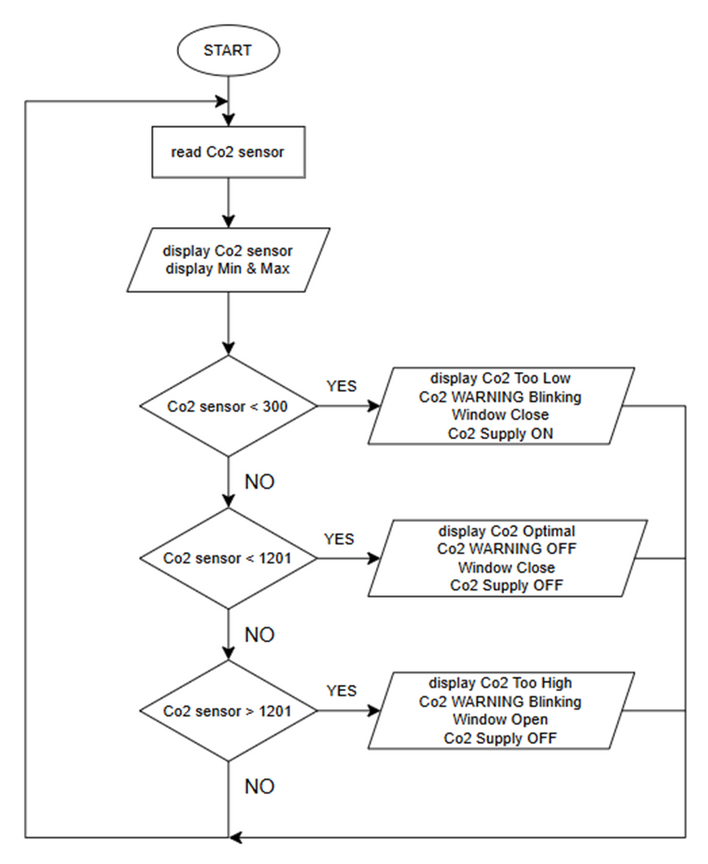 START
read Co2 sensor
display Co2 sensor
display Min & Max
Co2 sensor < 300
YES
display Co2 Too Low
Co2 WARNING Blinking
Window Close
Co2 Supply ON
NO
Co2 sensor < 1201
YES
display Co2 Optimal
Co2 WARNING OFF
Window Close
Co2 Supply OFF
NO
Co2 sensor > 1201
YES
display Co2 Too High
Co2 WARNING Blinking
Window Open
Co2 Supply OFF
NO